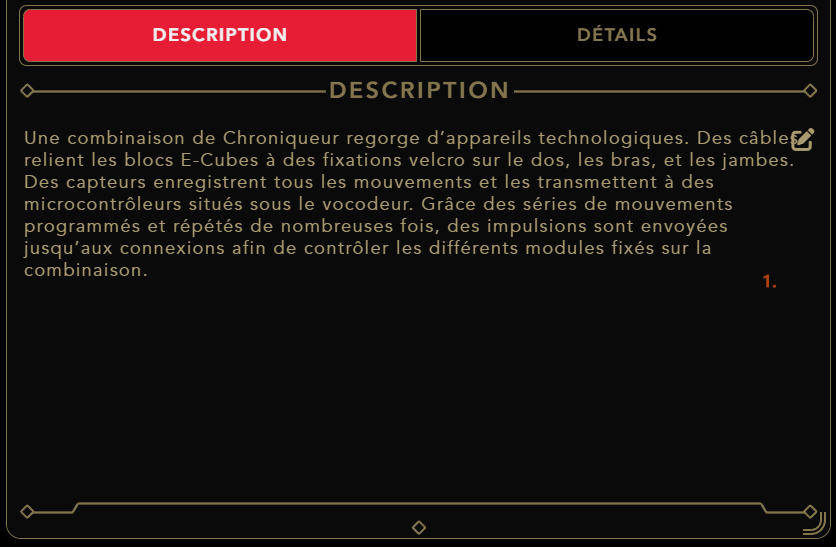 DESCRIPTION
DÉTAILS
DESCRIPTION
Une combinaison de Chroniqueur regorge d’appareils technologiques. Des câbles
relient les blocs E-Cubes à des fixations velcro sur le dos, les bras, et les jambes.
Des capteurs enregistrent tous les mouvements et les transmettent à des
microcontrôleurs situés sous le vocodeur. Grâce des séries de mouvements
programmés et répétés de nombreuses fois, des impulsions sont envoyées
jusqu’aux connexions afin de contrôler les différents modules fixés sur la
combinaison.
1.